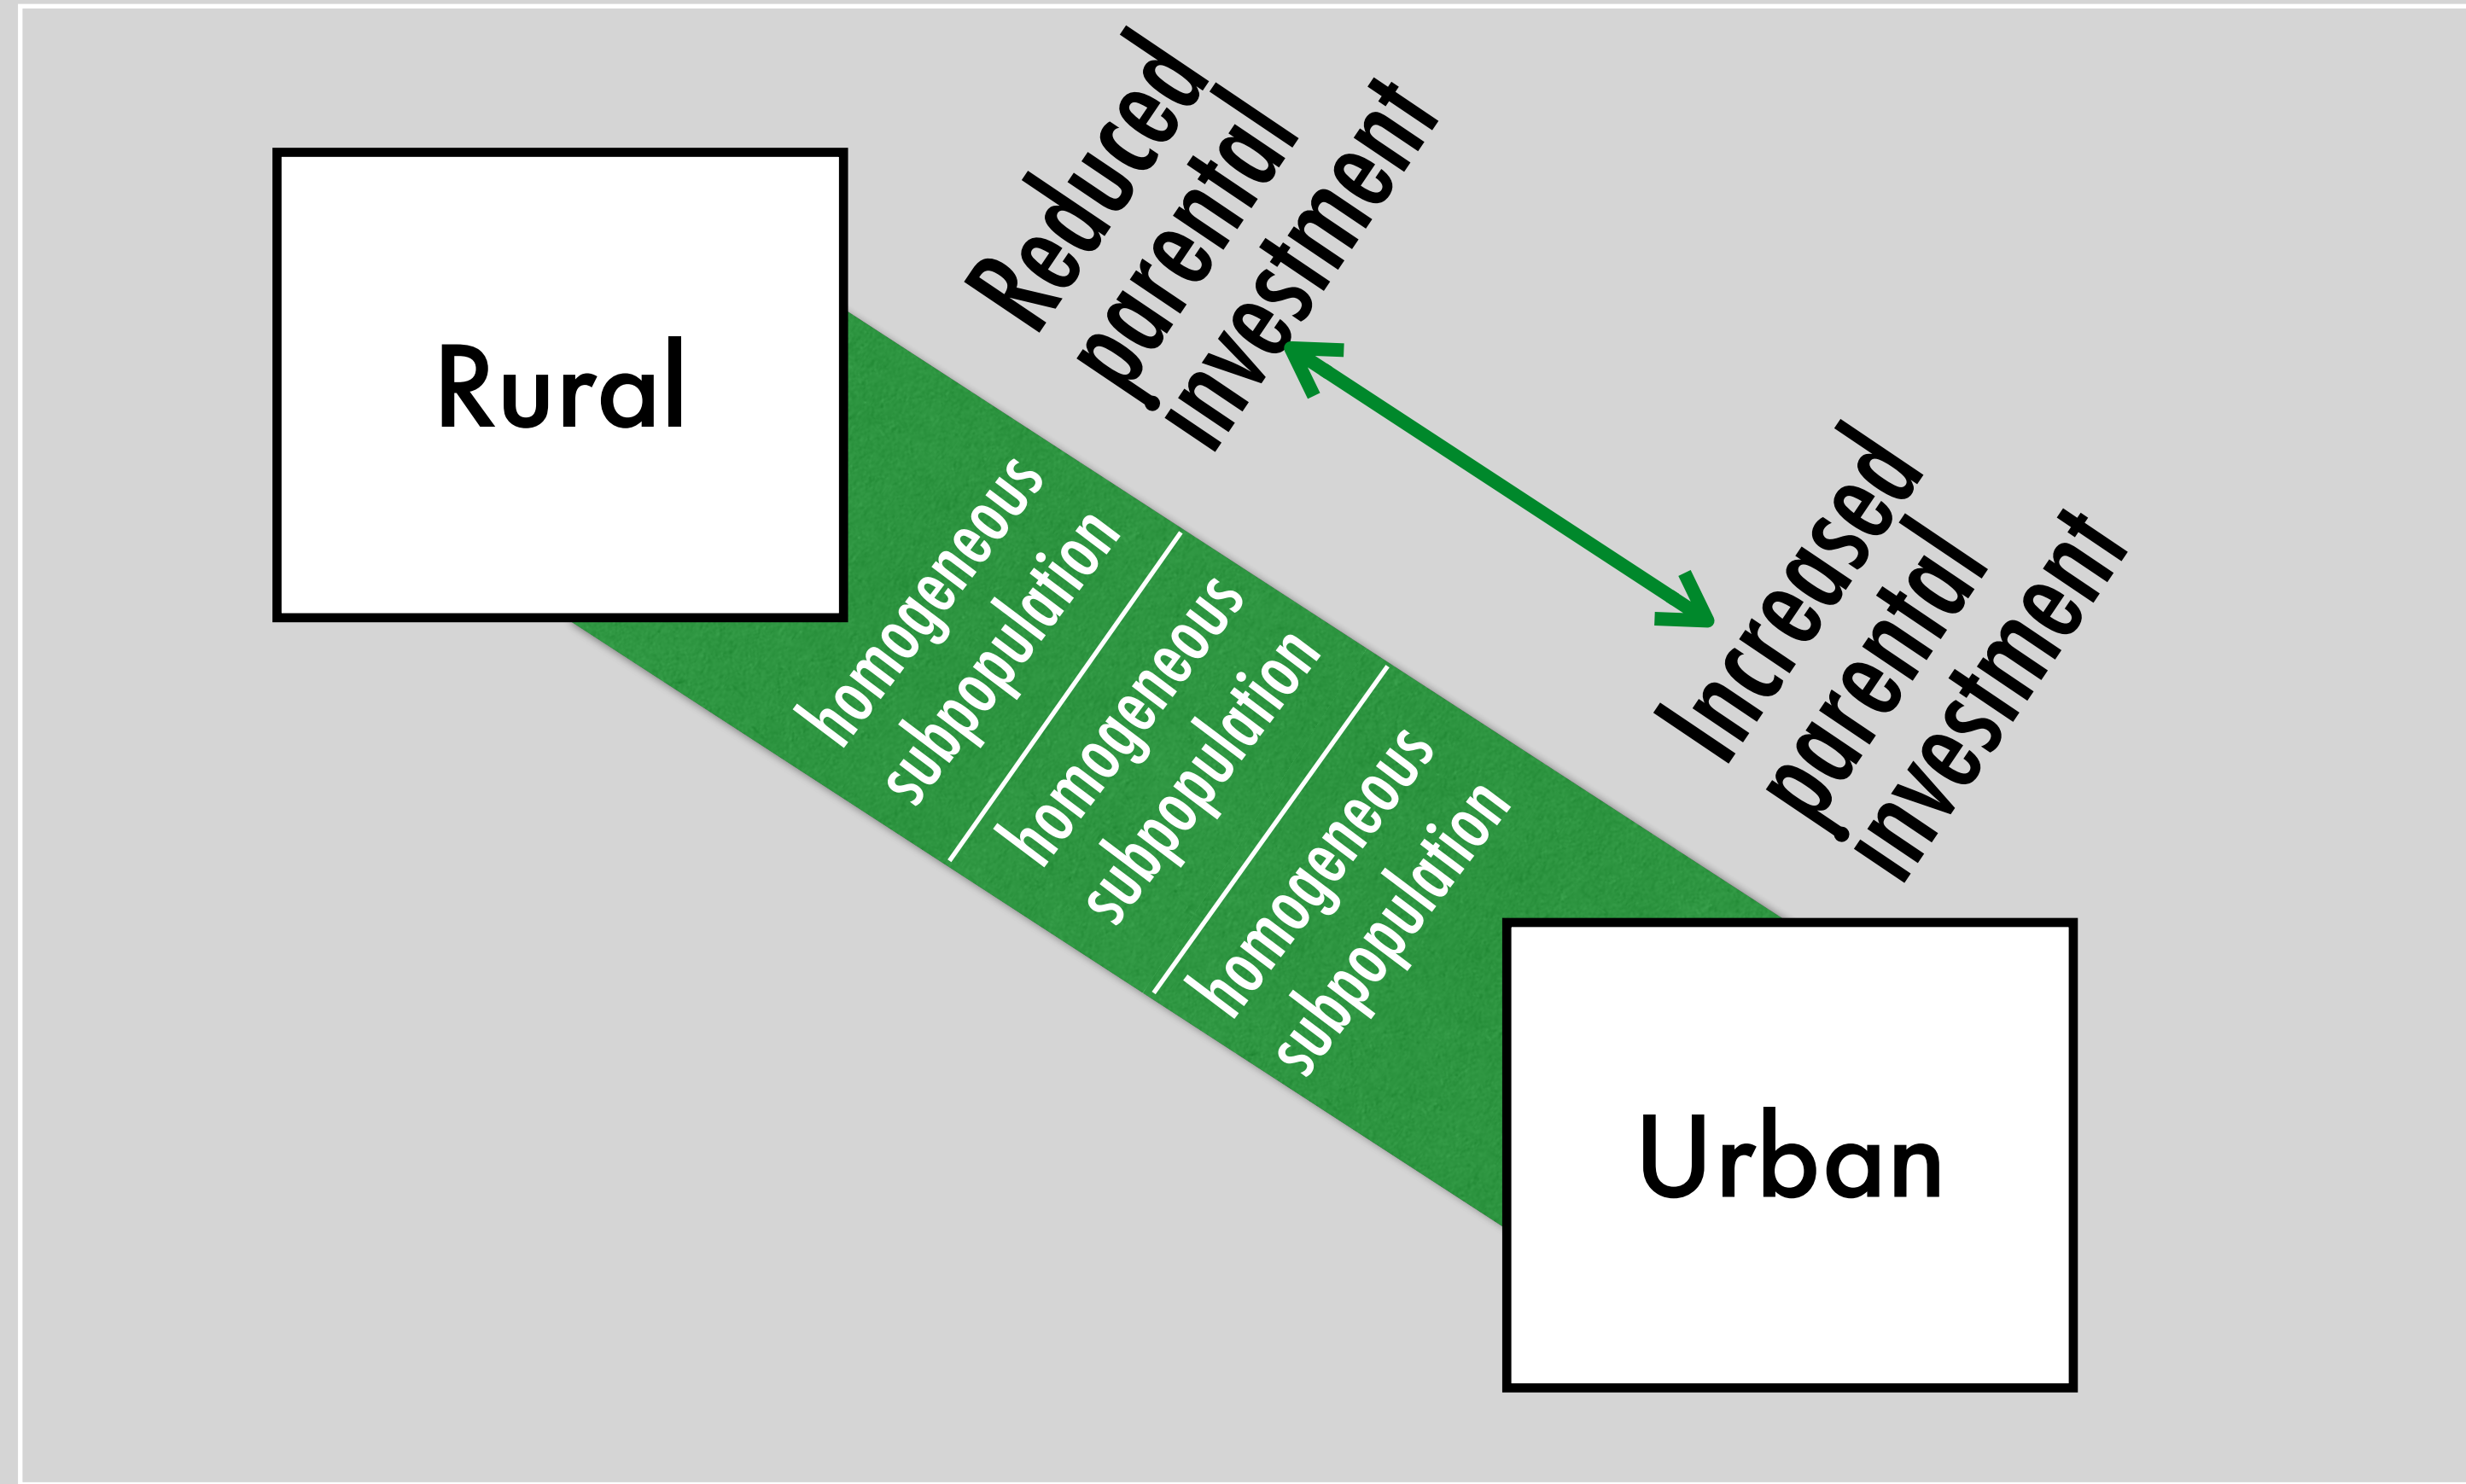 Rural
Reduced
parental
investment
homogeneous
subpopulation
homogeneous
subpopulation
homogeneous
subpopulation
Increased
parental
investment
Urban